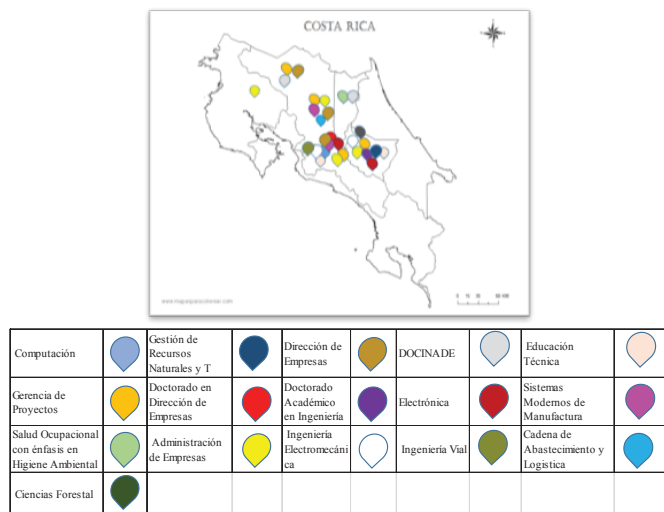 COSTA RICA
Computación
Gestión de
Recursos
Naturales y T
Dirección de
Empresas
DOCINADE
Educación
Técnica
Gerencia de
Proyectos
Doctorado en
Dirección de
Empresas
Doctorado
Académico
en Ingeniería
Electrónica
Sistemas
Modernos de
Manufactura
Salud Ocupacional
con énfasis en
Higiene Ambiental
Administración
de Empresas
Ingeniería
Electromecáni
ca
Ingeniería Vial
Cadena de
Abastecimiento y
Logistica
Ciencias Forestal